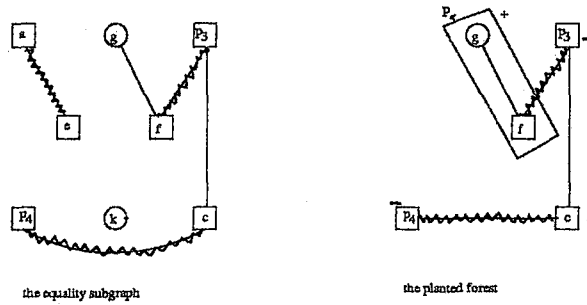 a g P3
e f
P4 k c
the equality subgraph
P5 + g P3 -
f
- P4 c
the planted forest